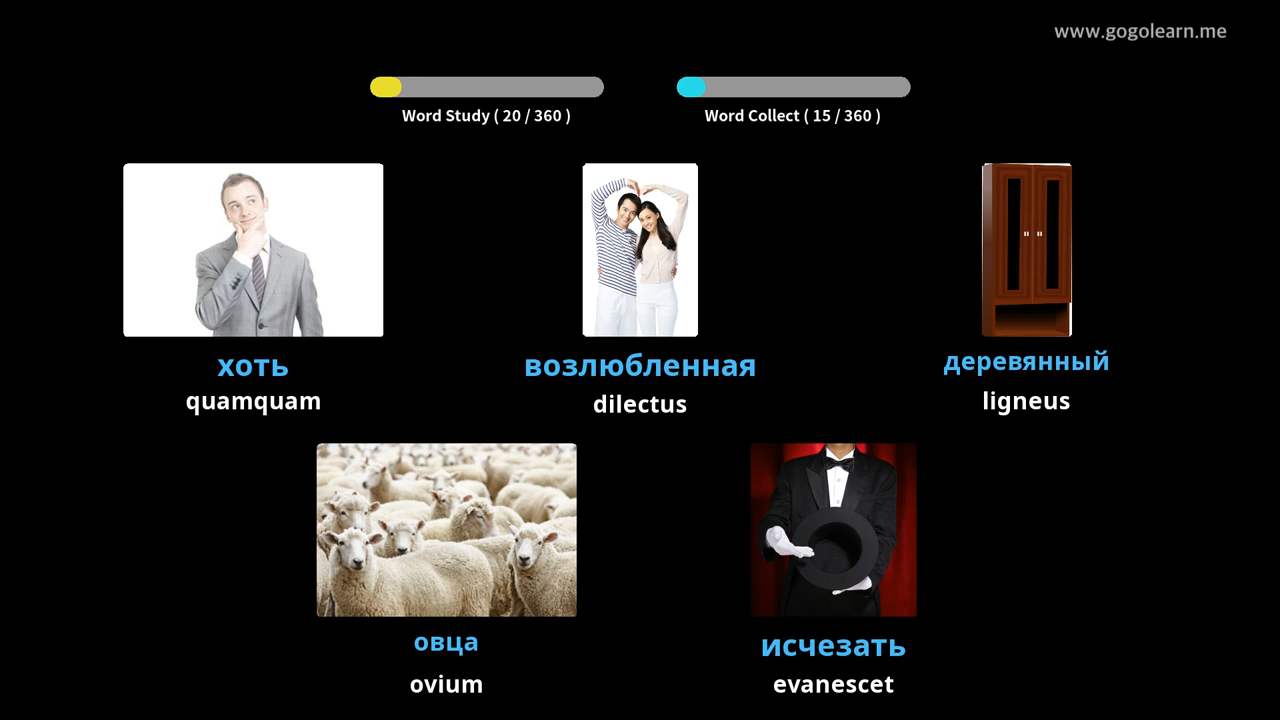 www.gogolearn.me
Word Study ( 20 / 360 )
Word Collect ( 15 / 360 )
хоть
quamquam
возлюбленная
dilectus
деревянный
ligneus
овца
ovium
исчезать
evanescet